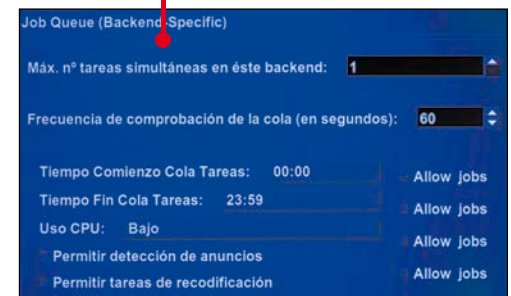 Job Queue (Backend-Specific)
Máx. nº tareas simultáneas en éste backend: 1
Frecuencia de comprobación de la cola (en segundos): 60
Tiempo Comienzo Cola Tareas: 00:00
Allow jobs
Tiempo Fin Cola Tareas: 23:59
Allow jobs
Uso CPU: Bajo
Allow jobs
Permitir detección de anuncios
Permitir tareas de recodificación
Allow jobs